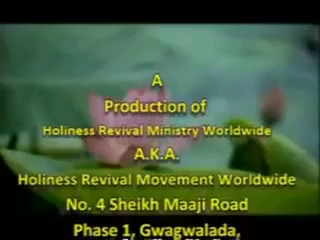 A
Production of
Holiness Revival Ministry Worldwide
A.K.A.
Holiness Revival Movement Worldwide
No. 4 Sheikh Maaji Road
Phase 1, Gwagwalada,